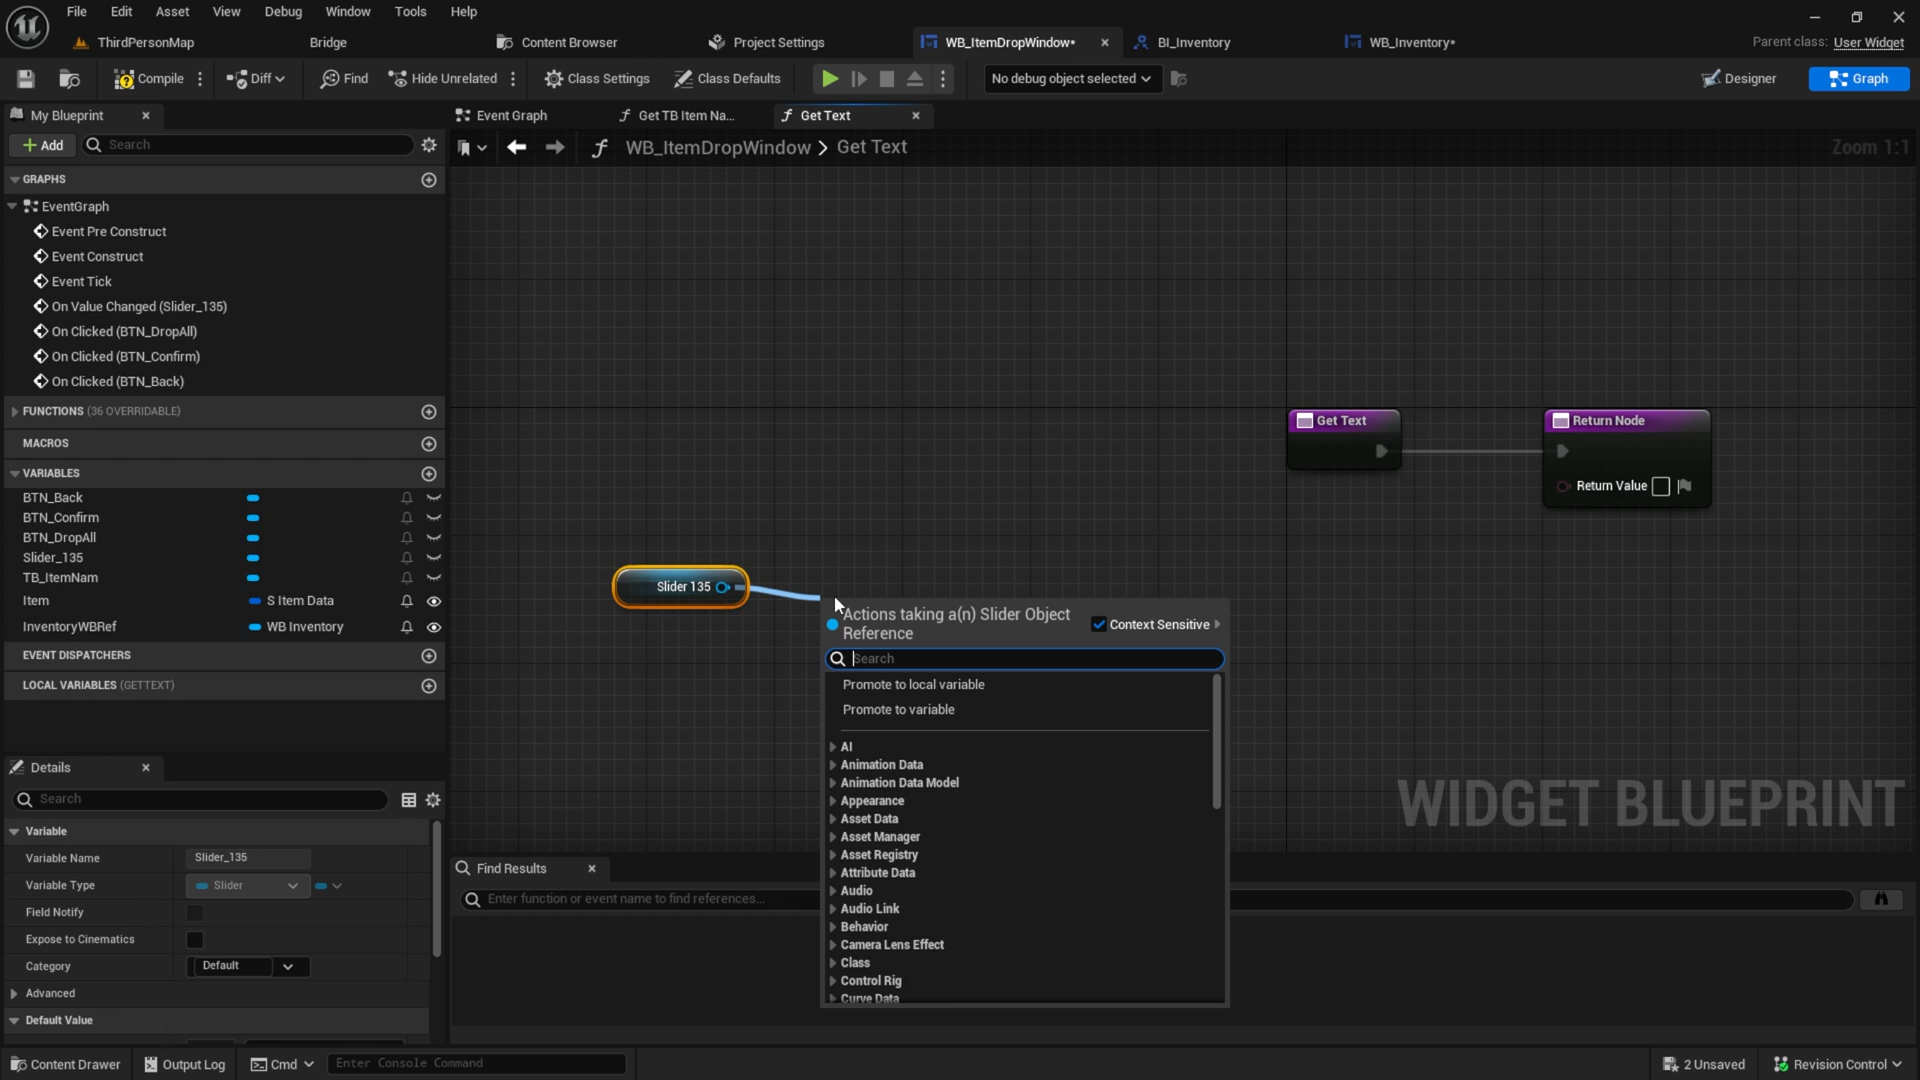 File Edit Asset View Debug Window Tools Help
ThirdPersonMap
Bridge
Content Browser
Project Settings
WB_ItemDropWindow*
BI_Inventory
WB_Inventory*
Parent class: User Widget
Compile
Diff
Find
Hide Unrelated
Class Settings
Class Defaults
No debug object selected
Designer
Graph
My Blueprint
Event Graph
Get TB Item Na...
Get Text
Add
Search
WB_ItemDropWindow > Get Text
Zoom 1:1
GRAPHS
EventGraph
Event Pre Construct
Event Construct
Event Tick
On Value Changed (Slider_135)
On Clicked (BTN_DropAll)
On Clicked (BTN_Confirm)
On Clicked (BTN_Back)
FUNCTIONS (36 OVERRIDABLE)
MACROS
VARIABLES
BTN_Back
BTN_Confirm
BTN_DropAll
Slider_135
TB_ItemNam
Item S Item Data
InventoryWBRef WB Inventory
EVENT DISPATCHERS
LOCAL VARIABLES (GETTEXT)
Get Text
Return Node
Return Value
Slider 135
Actions taking a(n) Slider Object
Reference
Context Sensitive
Search
Promote to local variable
Promote to variable
AI
Animation Data
Animation Data Model
Appearance
Asset Data
Asset Manager
Asset Registry
Attribute Data
Audio
Audio Link
Behavior
Camera Lens Effect
Class
Control Rig
Curve Data
WIDGET BLUEPRINT
Details
Search
Variable
Variable Name Slider_135
Variable Type Slider
Field Notify
Expose to Cinematics
Category Default
Advanced
Default Value
Find Results
Enter function or event name to find references...
Content Drawer
Output Log
Cmd
Enter Console Command
2 Unsaved
Revision Control